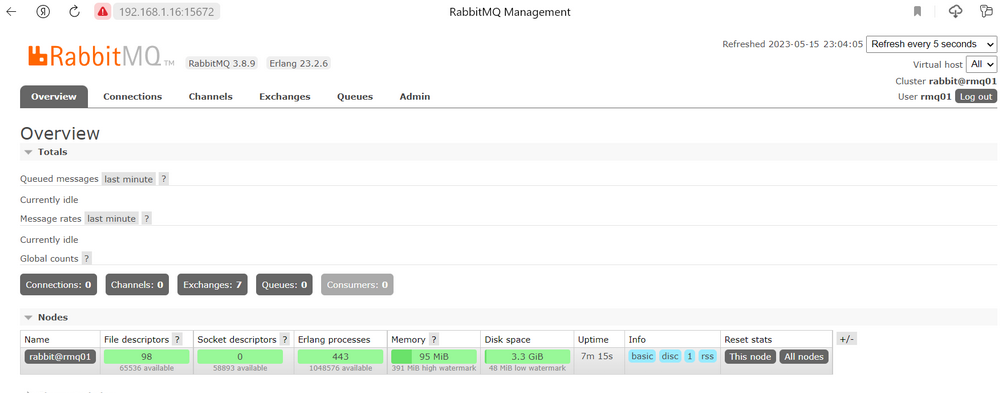 192.168.1.16:15672
RabbitMQ Management
Refreshed 2023-05-15 23:04:05 Refresh every 5 seconds
RabbitMQ TM RabbitMQ 3.8.9 Erlang 23.2.6
Virtual host All
Cluster rabbit@rmq01
User rmq01 Log out
Overview Connections Channels Exchanges Queues Admin
Overview
Totals
Queued messages last minute ?
Currently idle
Message rates last minute ?
Currently idle
Global counts ?
Connections: 0 Channels: 0 Exchanges: 7 Queues: 0 Consumers: 0
Nodes
Name File descriptors ? Socket descriptors ? Erlang processes Memory ? Disk space Uptime Info Reset stats +/-
rabbit@rmq01 98 0 443 95 MiB 3.3 GiB 7m 15s basic disc 1 rss This node All nodes
65536 available 58893 available 1048576 available 391 MiB high watermark 48 MiB low watermark